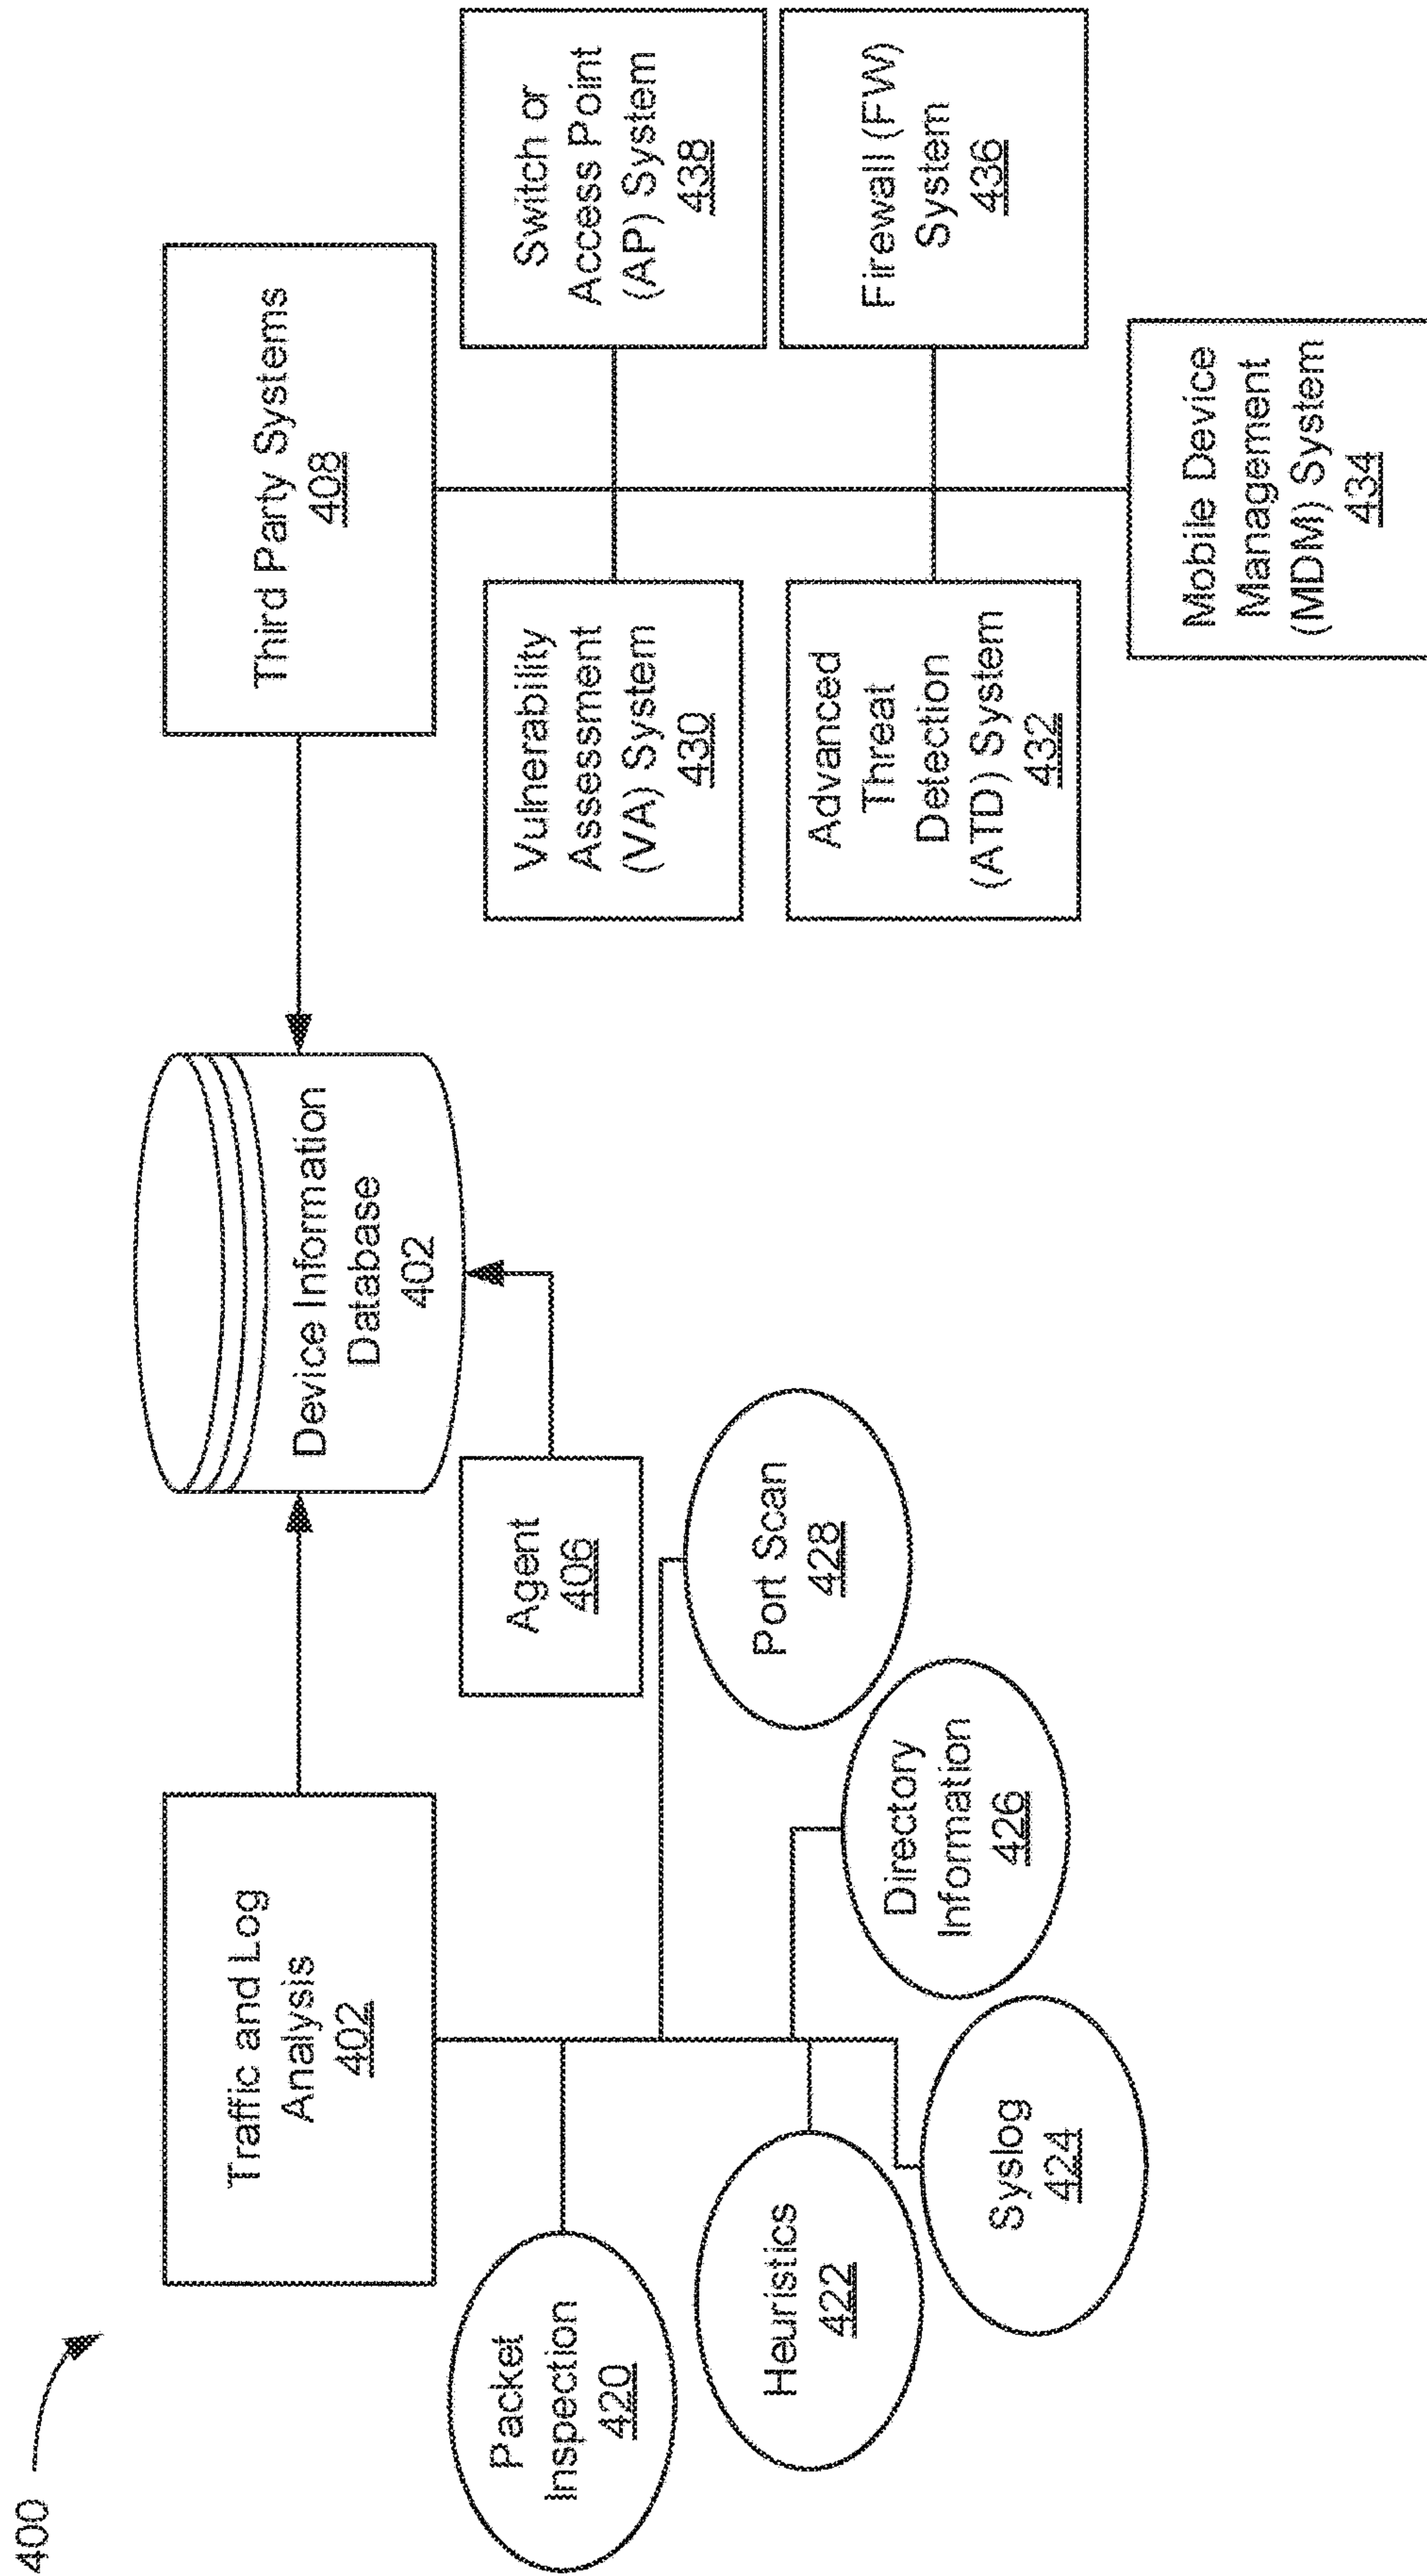 400
Traffic and Log
Analysis
402
Device Information
Database
402
Third Party Systems
408
Agent
406
Packet
Inspection
420
Heuristics
422
Syslog
424
Directory
Information
426
Port Scan
428
Vulnerability
Assessment
(VA) System
430
Switch or
Access Point
(AP) System
438
Advanced
Threat
Detection
(ATD) System
432
Firewall (FW)
System
436
Mobile Device
Management
(MDM) System
434